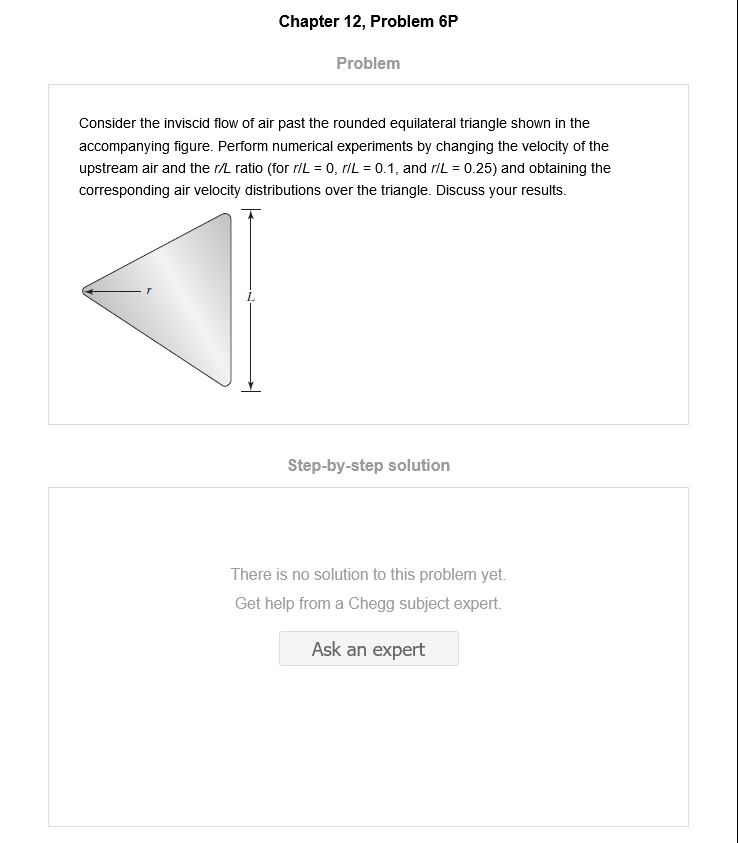 Chapter 12, Problem 6P
Problem
Consider the inviscid flow of air past the rounded equilateral triangle shown in the
accompanying figure. Perform numerical experiments by changing the velocity of the
upstream air and the r/L ratio (for r/L = 0, r/L = 0.1, and r/L = 0.25) and obtaining the
corresponding air velocity distributions over the triangle. Discuss your results.
r
L
Step-by-step solution
There is no solution to this problem yet.
Get help from a Chegg subject expert.
Ask an expert